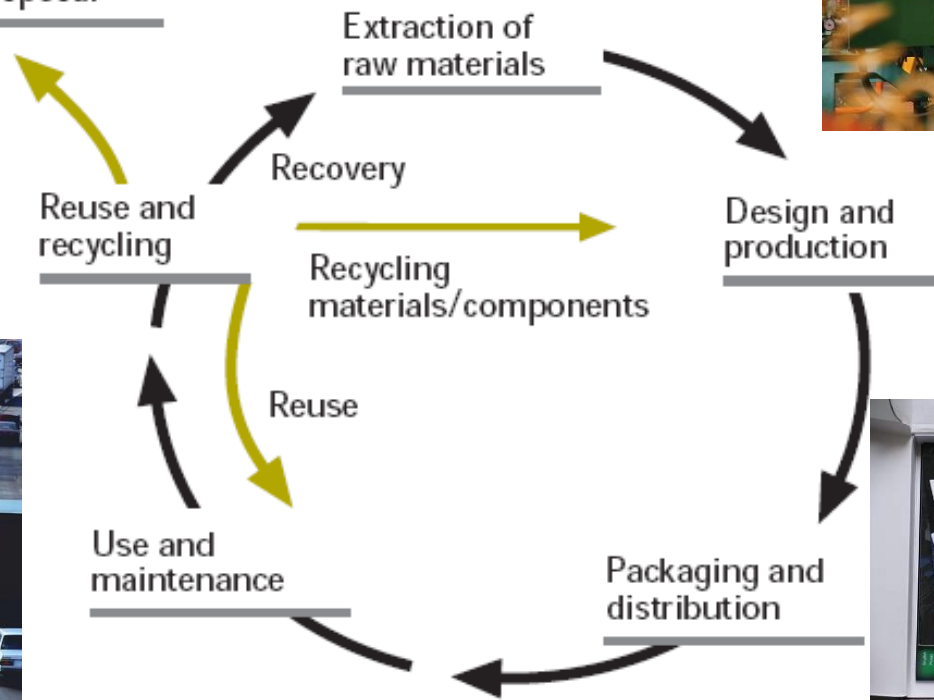 Extraction of
raw materials
Recovery
Reuse and
recycling
Design and
production
Recycling
materials/components
Reuse
Use and
maintenance
Packaging and
distribution